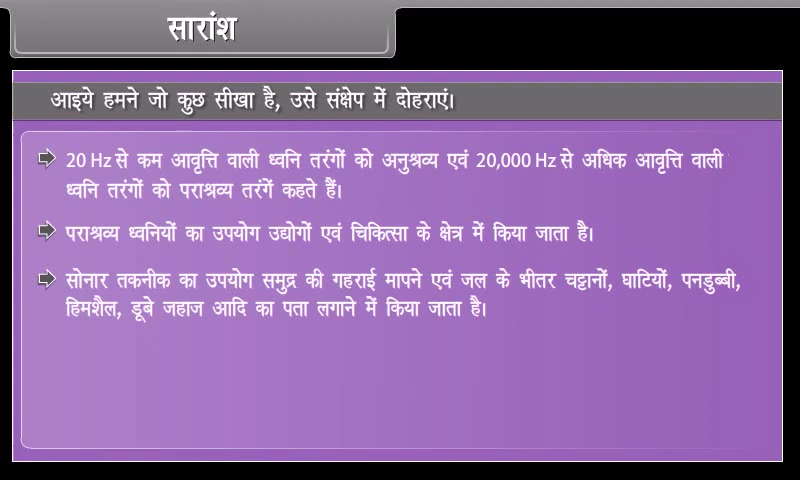 सारांश
आइये हमने जो कुछ सीखा है, उसे संक्षेप में दोहराएं।
20 Hz से कम आवृत्ति वाली ध्वनि तरंगों को अनुश्रव्य एवं 20,000 Hz से अधिक आवृत्ति वाली
ध्वनि तरंगों को पराश्रव्य तरंगें कहते हैं।
पराश्रव्य ध्वनियों का उपयोग उद्योगों एवं चिकित्सा के क्षेत्र में किया जाता है।
सोनार तकनीक का उपयोग समुद्र की गहराई मापने एवं जल के भीतर चट्टानों, घाटियों, पनडुब्बी,
हिमशैल, डूबे जहाज आदि का पता लगाने में किया जाता है।